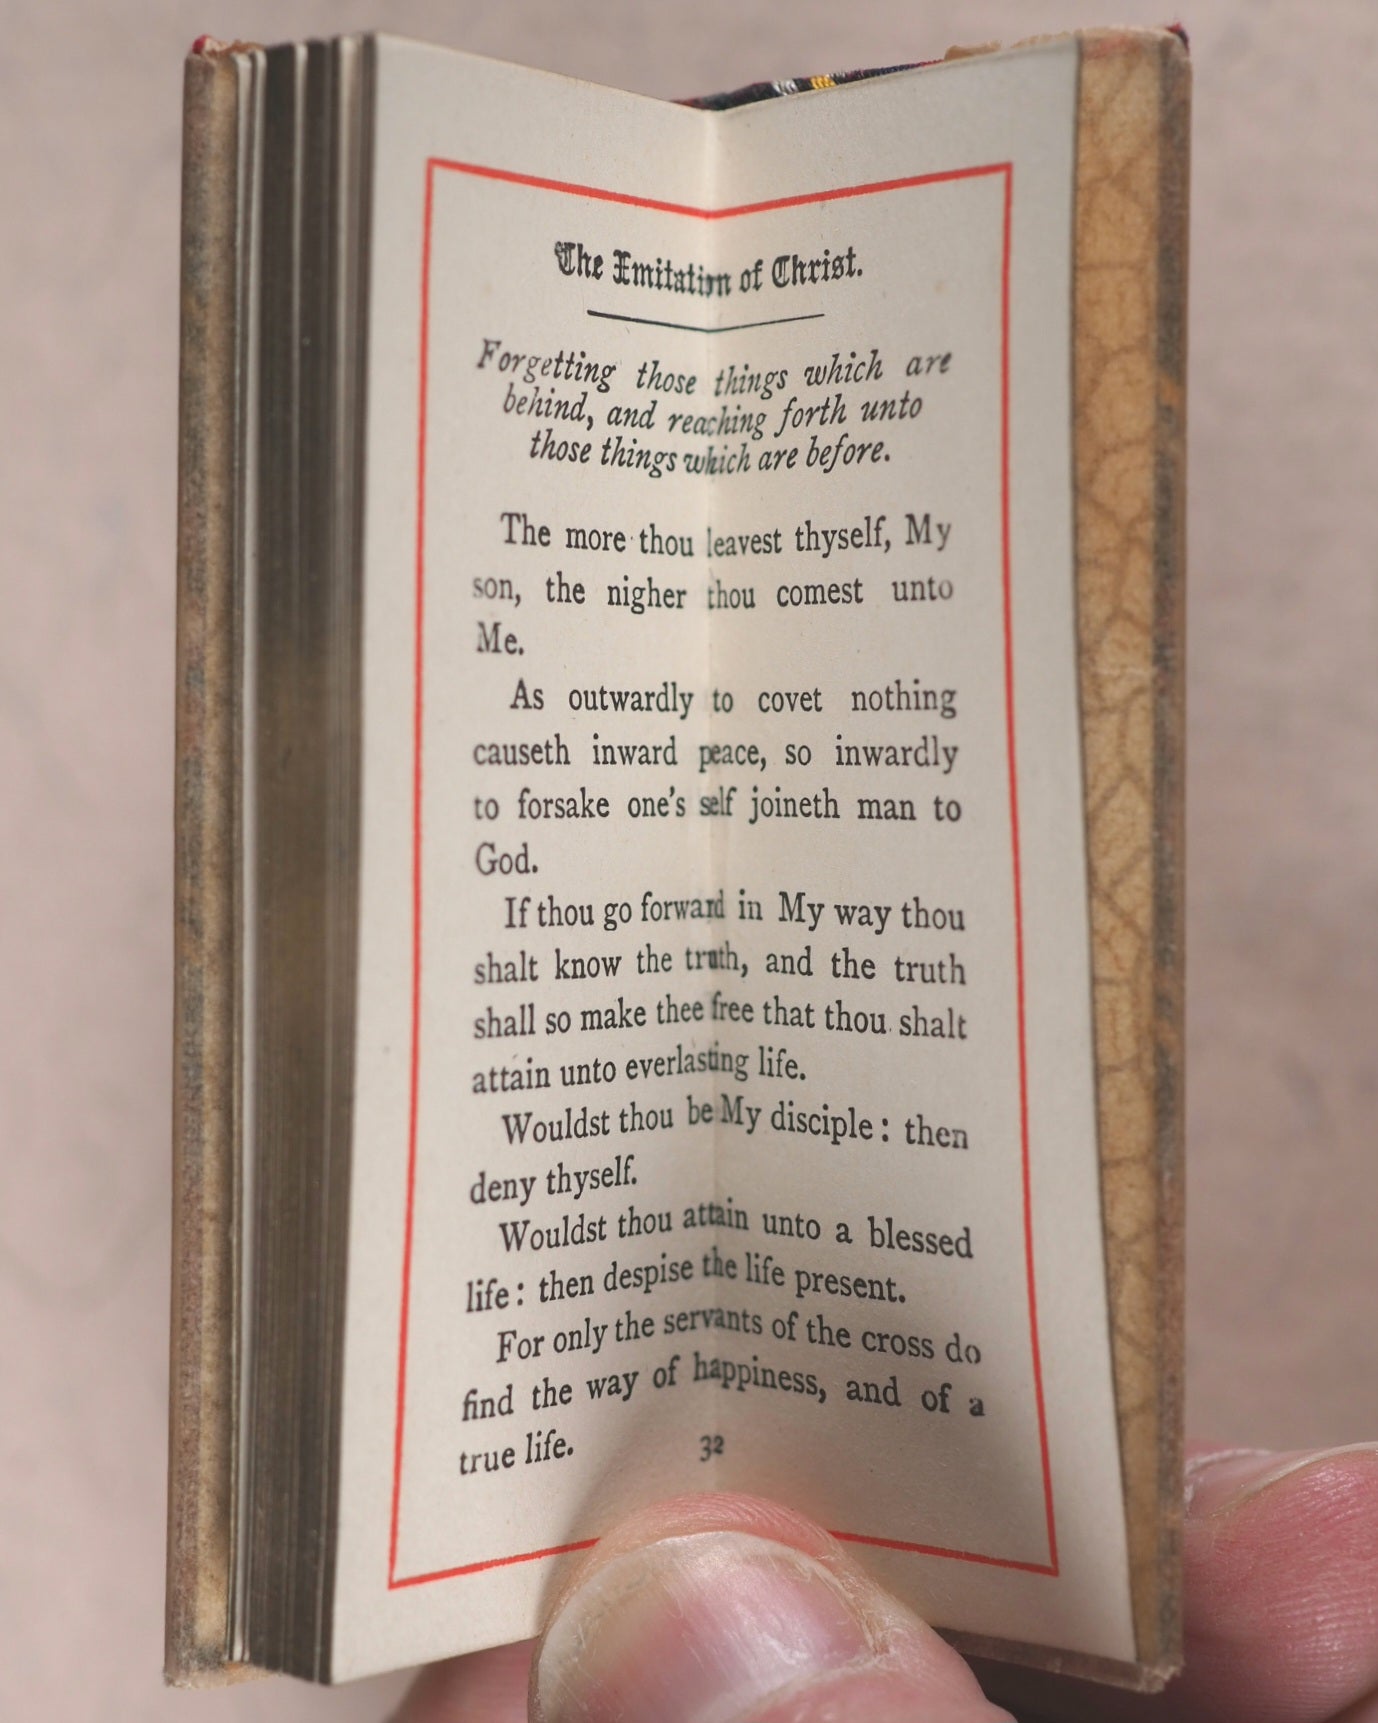 The Imitation of Christ.
Forgetting those things which are
behind, and reaching forth unto
those things which are before.
The more thou leavest thyself, My
son, the nigher thou comest unto
Me.
As outwardly to covet nothing
causeth inward peace, so inwardly
to forsake one's self joineth man to
God.
If thou go forward in My way thou
shalt know the truth, and the truth
shall so make thee free that thou shalt
attain unto everlasting life.
Wouldst thou be My disciple: then
deny thyself.
Wouldst thou attain unto a blessed
life: then despise the life present.
For only the servants of the cross do
find the way of happiness, and of a
true life.
32